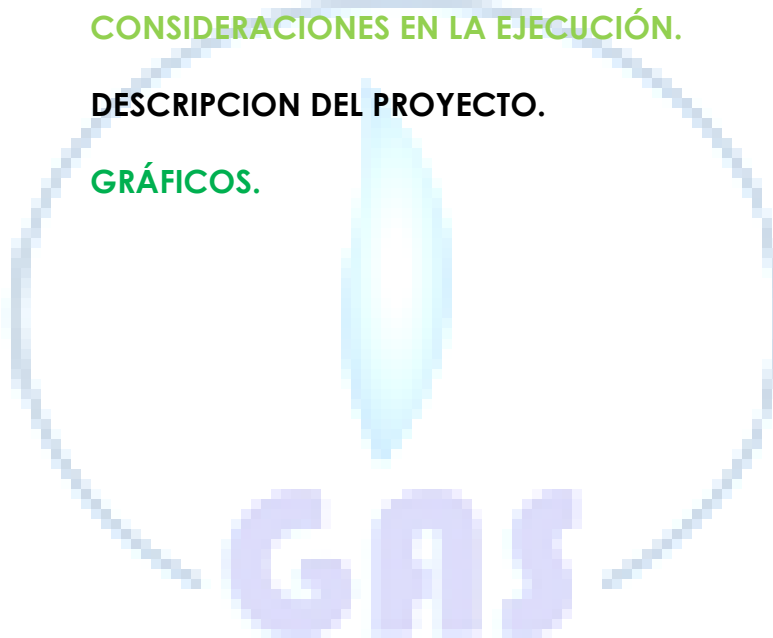 CONSIDERACIONES EN LA EJECUCIÓN.
DESCRIPCION DEL PROYECTO.
GRÁFICOS.
GAS